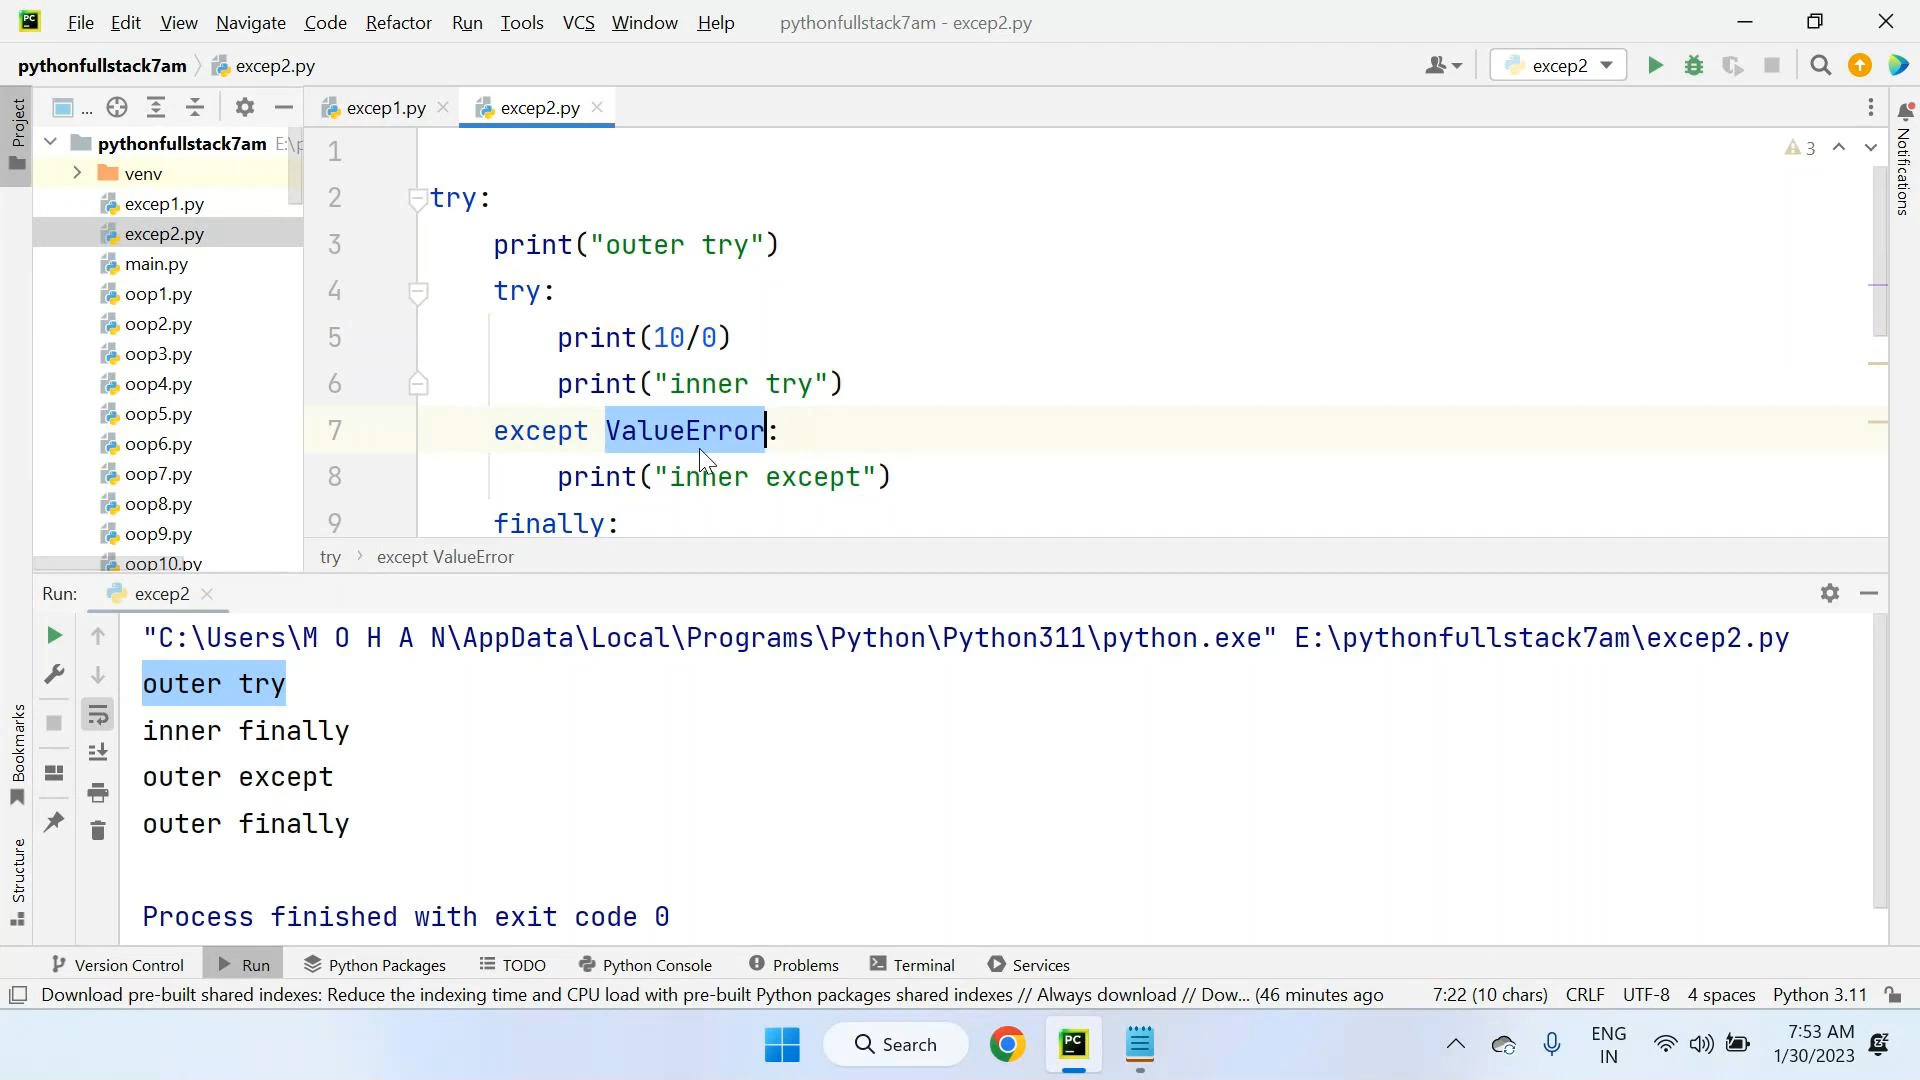 PC File Edit View Navigate Code Refactor Run Tools VCS Window Help pythonfullstack7am - excep2.py
pythonfullstack7am excep2.py excep2
Project
... excep1.py excep2.py
Notifications
pythonfullstack7am E:\p
venv
excep1.py
excep2.py
main.py
oop1.py
oop2.py
oop3.py
oop4.py
oop5.py
oop6.py
oop7.py
oop8.py
oop9.py
oop10.py
3
1
2 try:
3 print("outer try")
4 try:
5 print(10/0)
6 print("inner try")
7 except ValueError:
8 print("inner except")
9 finally:
try > except ValueError
Run: excep2
"C:\Users\M O H A N\AppData\Local\Programs\Python\Python311\python.exe" E:\pythonfullstack7am\excep2.py
outer try
inner finally
outer except
outer finally
Process finished with exit code 0
Bookmarks
Structure
Version Control Run Python Packages TODO Python Console Problems Terminal Services
Download pre-built shared indexes: Reduce the indexing time and CPU load with pre-built Python packages shared indexes // Always download // Dow... (46 minutes ago 7:22 (10 chars) CRLF UTF-8 4 spaces Python 3.11
Search PC ENG 7:53 AM
IN 1/30/2023